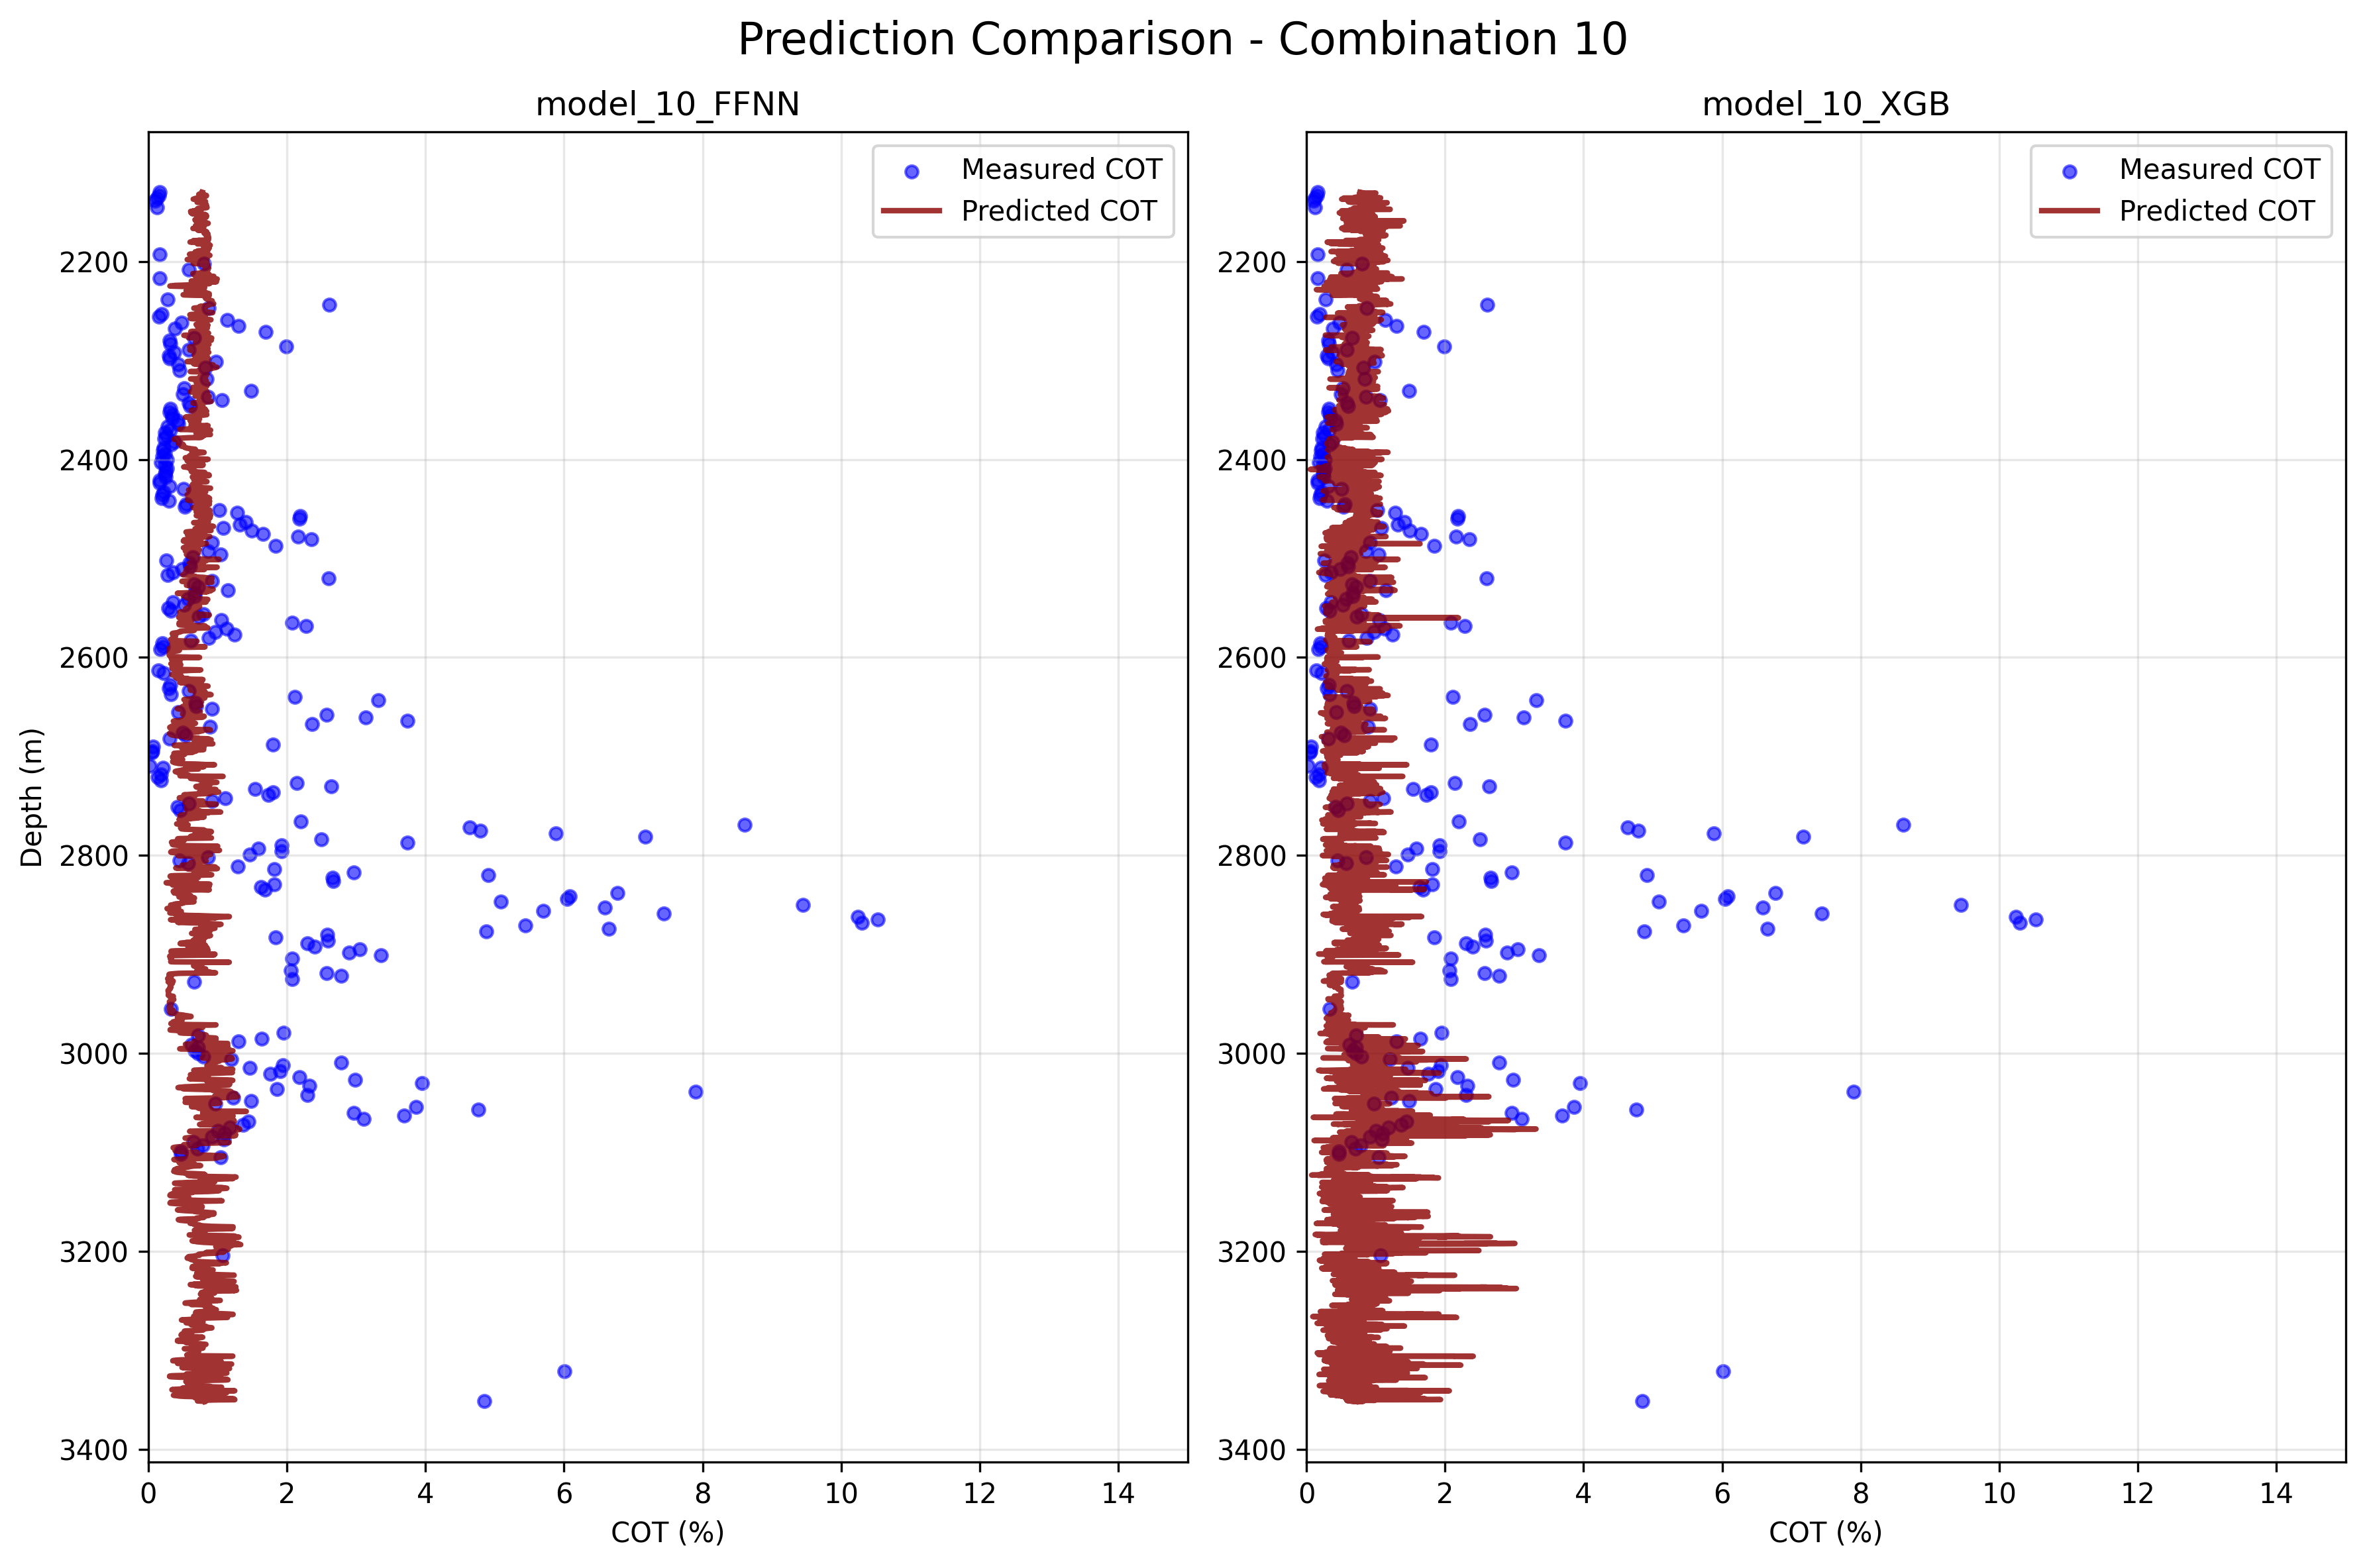 Prediction Comparison - Combination 10
model_10_FFNN
Measured COT
Predicted COT
Depth (m)
2200
2400
2600
2800
3000
3200
3400
0 2 4 6 8 10 12 14
COT (%)
model_10_XGB
Measured COT
Predicted COT
2200
2400
2600
2800
3000
3200
3400
0 2 4 6 8 10 12 14
COT (%)